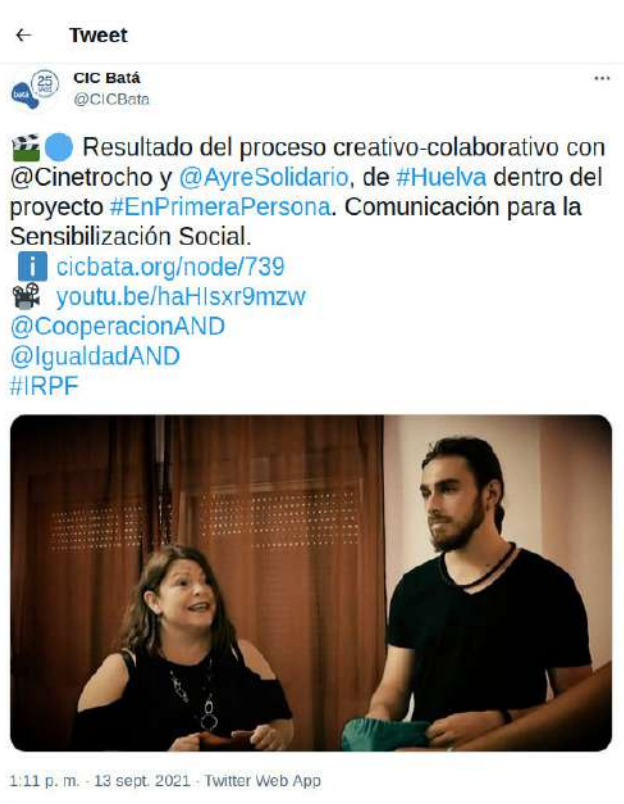 Tweet
batá 25
CIC Batá
@CICBata
Resultado del proceso creativo-colaborativo con
@Cinetrocho y @AyreSolidario, de #Huelva dentro del
proyecto #EnPrimeraPersona. Comunicación para la
Sensibilización Social.
i cicbata.org/node/739
youtu.be/haHIsxr9mzw
@CooperacionAND
@IgualdadAND
#IRPF
1:11 p. m. · 13 sept. 2021 · Twitter Web App